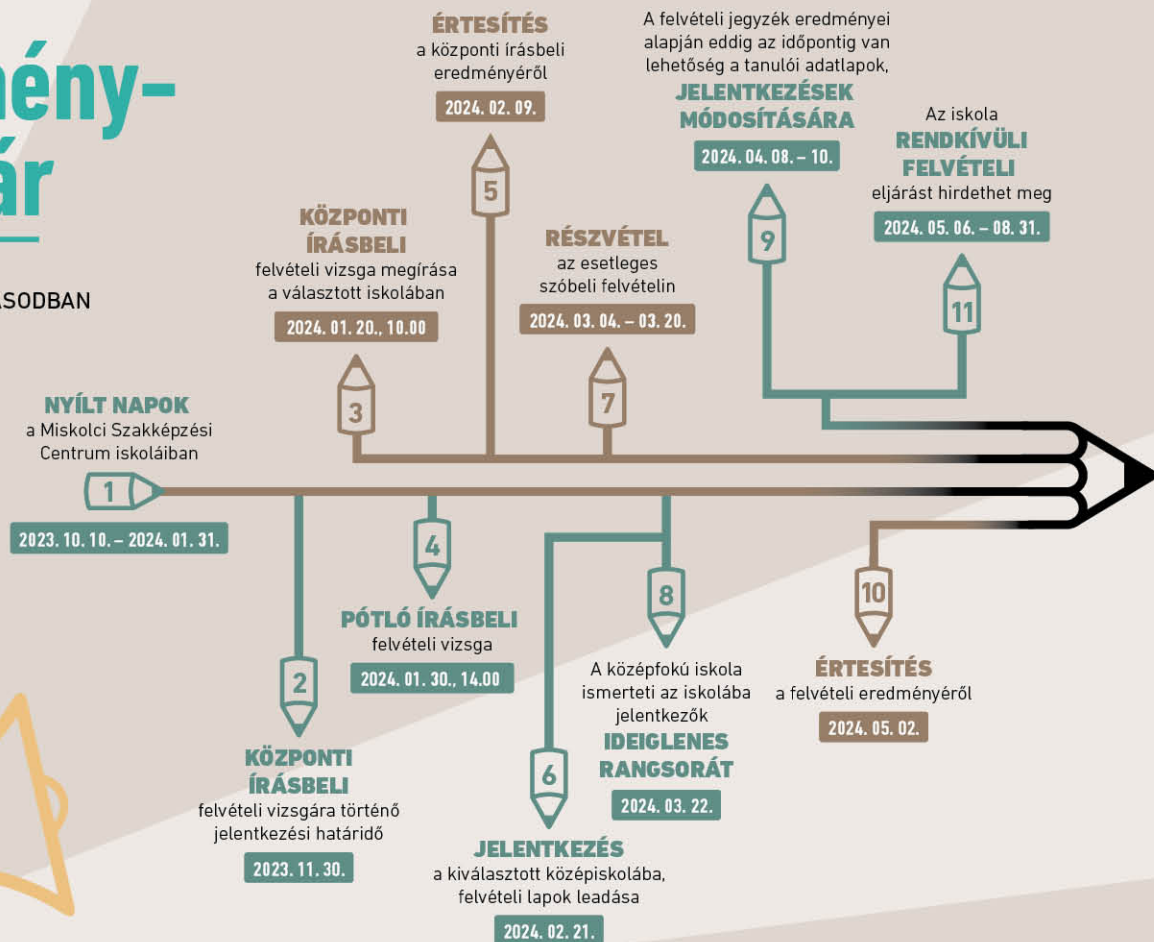 mény-
ár
ÁSODBAN
1
NYÍLT NAPOK
a Miskolci Szakképzési
Centrum iskoláiban
2023. 10. 10. – 2024. 01. 31.
2
KÖZPONTI
ÍRÁSBELI
felvételi vizsgára történő
jelentkezési határidő
2023. 11. 30.
3
KÖZPONTI
ÍRÁSBELI
felvételi vizsga megírása
a választott iskolában
2024. 01. 20., 10.00
4
PÓTLÓ ÍRÁSBELI
felvételi vizsga
2024. 01. 30., 14.00
5
ÉRTESÍTÉS
a központi írásbeli
eredményéről
2024. 02. 09.
6
JELENTKEZÉS
a kiválasztott középiskolába,
felvételi lapok leadása
2024. 02. 21.
7
RÉSZVÉTEL
az esetleges
szóbeli felvételin
2024. 03. 04. – 03. 20.
8
A középfokú iskola
ismerteti az iskolába
jelentkezők
IDEIGLENES
RANGSORÁT
2024. 03. 22.
9
A felvételi jegyzék eredményei
alapján eddig az időpontig van
lehetőség a tanulói adatlapok,
JELENTKEZÉSEK
MÓDOSÍTÁSÁRA
2024. 04. 08. – 10.
10
ÉRTESÍTÉS
a felvételi eredményéről
2024. 05. 02.
11
Az iskola
RENDKÍVÜLI
FELVÉTELI
eljárást hirdethet meg
2024. 05. 06. – 08. 31.